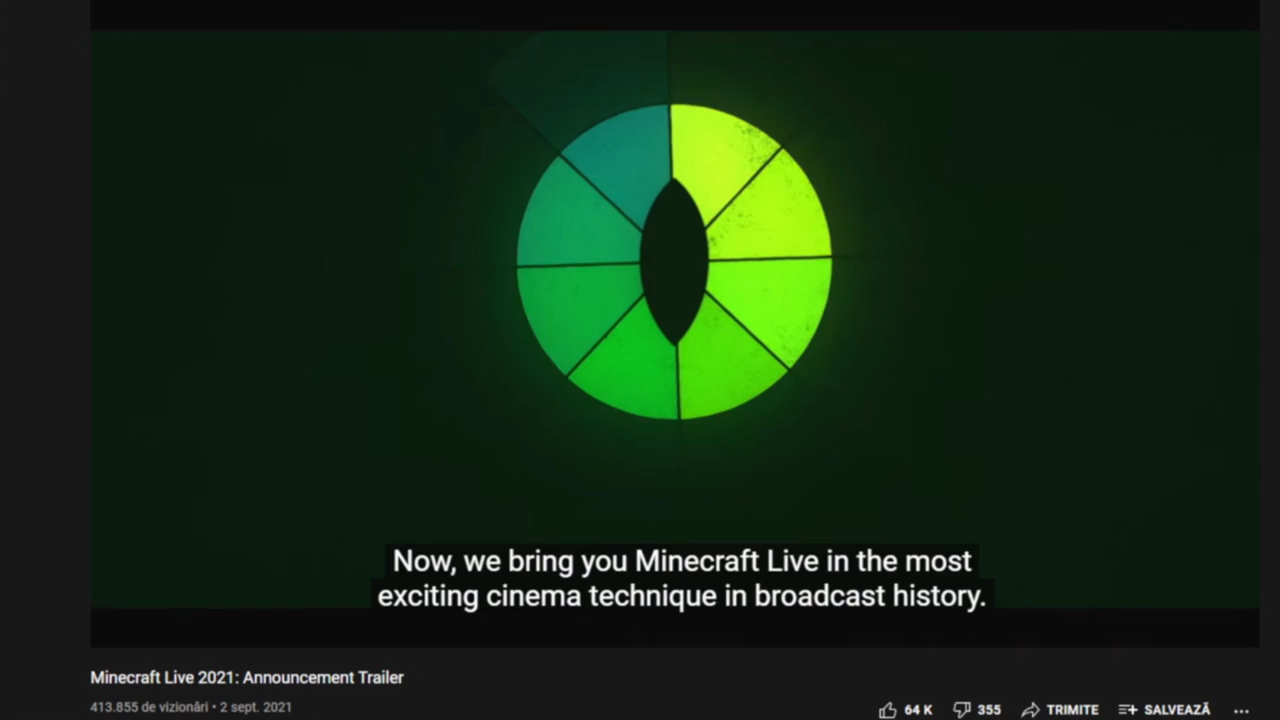 Now, we bring you Minecraft Live in the most
exciting cinema technique in broadcast history.
Minecraft Live 2021: Announcement Trailer
413.855 de vizionări • 2 sept. 2021
64 K 355 TRIMITE SALVEAZĂ